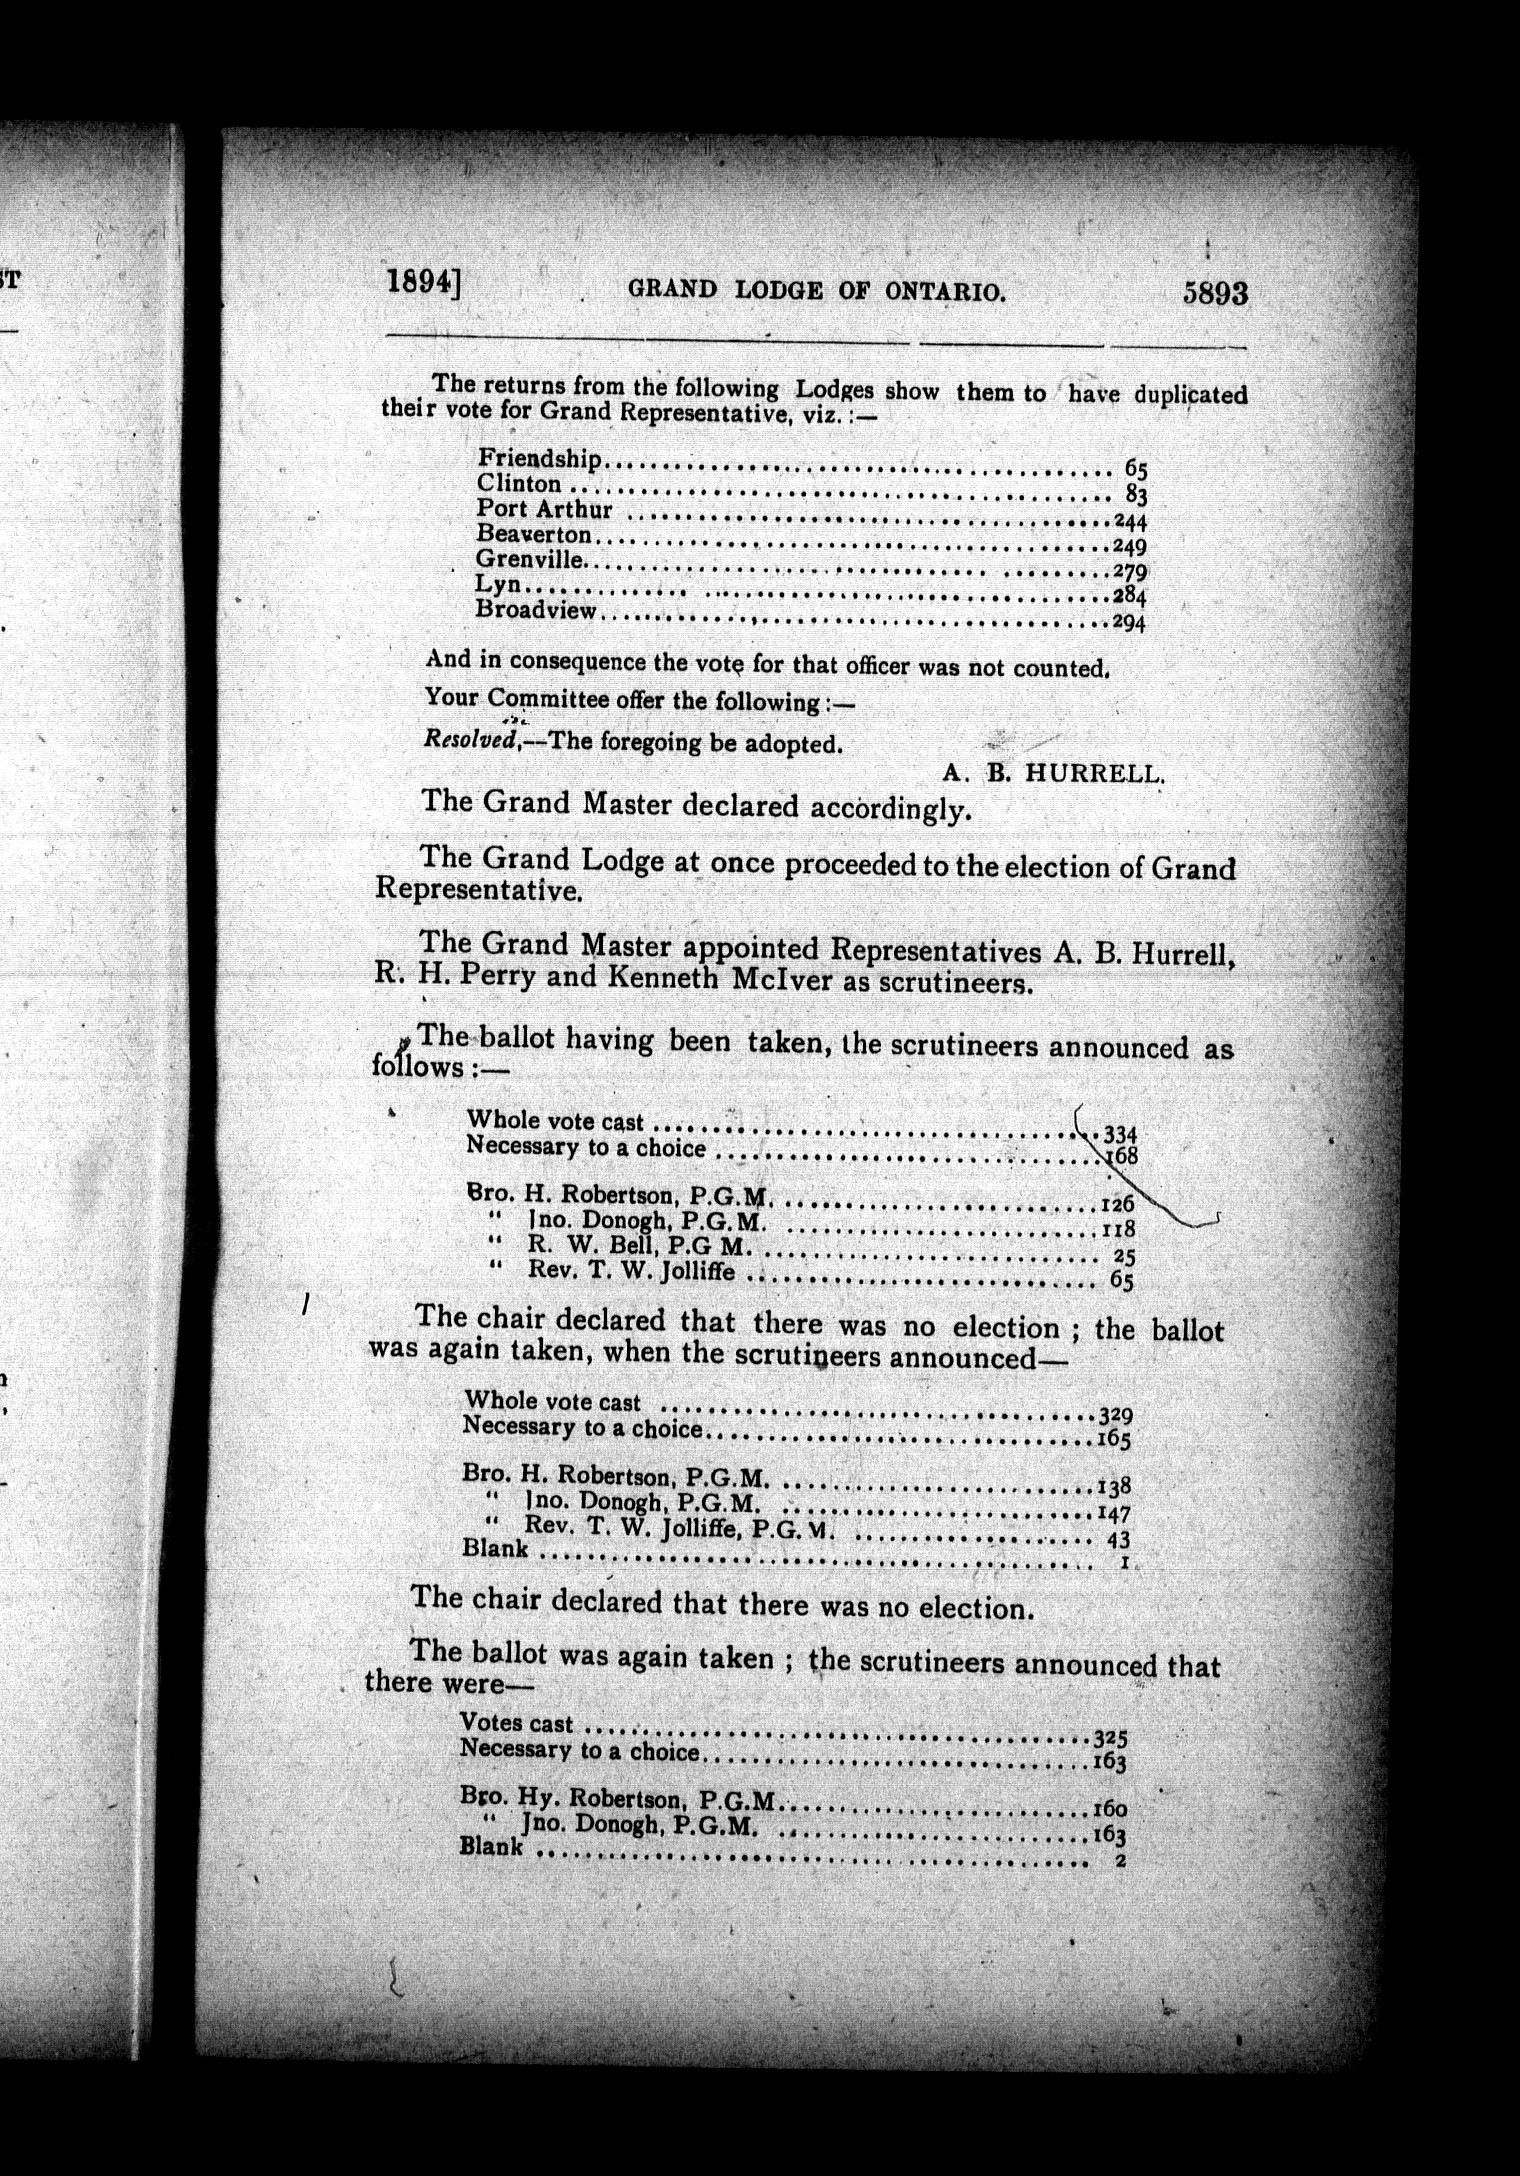 1894] GRAND LODGE OF ONTARIO. 5893
The returns from the following Lodges show them to have duplicated
their vote for Grand Representative, viz. :—
Friendship........................................... 65
Clinton ............................................. 83
Port Arthur .........................................244
Beaverton............................................249
Grenville............................................279
Lyn..................................................284
Broadview............................................294
And in consequence the vote for that officer was not counted.
Your Committee offer the following :—
Resolved,—The foregoing be adopted.
A. B. HURRELL.
The Grand Master declared accordingly.
The Grand Lodge at once proceeded to the election of Grand
Representative.
The Grand Master appointed Representatives A. B. Hurrell,
R. H. Perry and Kenneth McIver as scrutineers.
The ballot having been taken, the scrutineers announced as
follows :—
Whole vote cast .....................................334
Necessary to a choice ...............................168
Bro. H. Robertson, P.G.M. ...........................126
" Jno. Donogh, P.G.M. ...............................118
" R. W. Bell, P.G M. ............................... 25
" Rev. T. W. Jolliffe .............................. 65
The chair declared that there was no election ; the ballot
was again taken, when the scrutineers announced—
Whole vote cast .....................................329
Necessary to a choice................................165
Bro. H. Robertson, P.G.M. ...........................138
" Jno. Donogh, P.G.M. ...............................147
" Rev. T. W. Jolliffe, P.G.M. ...................... 43
Blank ............................................... 1
The chair declared that there was no election.
The ballot was again taken ; the scrutineers announced that
there were—
Votes cast ..........................................325
Necessary to a choice................................163
Bro. Hy. Robertson, P.G.M............................160
" Jno. Donogh, P.G.M. ...............................163
Blank ............................................... 2